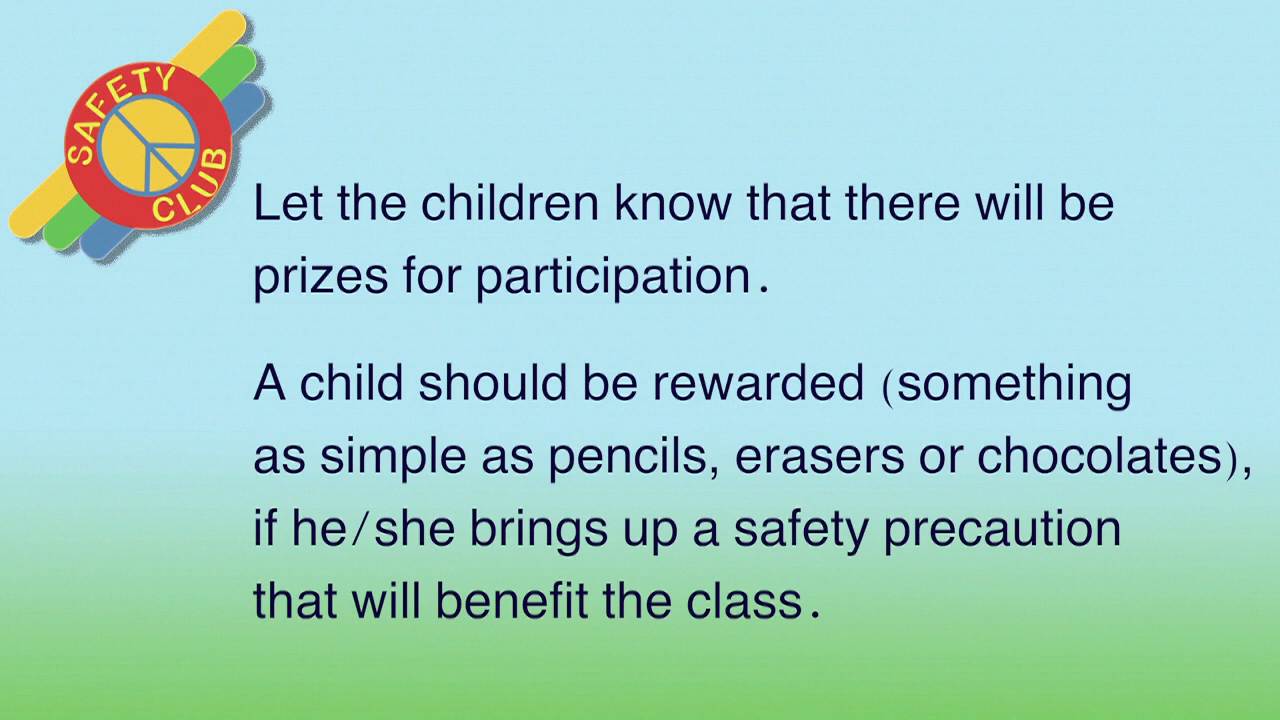 SAFETY
CLUB
Let the children know that there will be
prizes for participation.
A child should be rewarded (something
as simple as pencils, erasers or chocolates),
if he/she brings up a safety precaution
that will benefit the class.